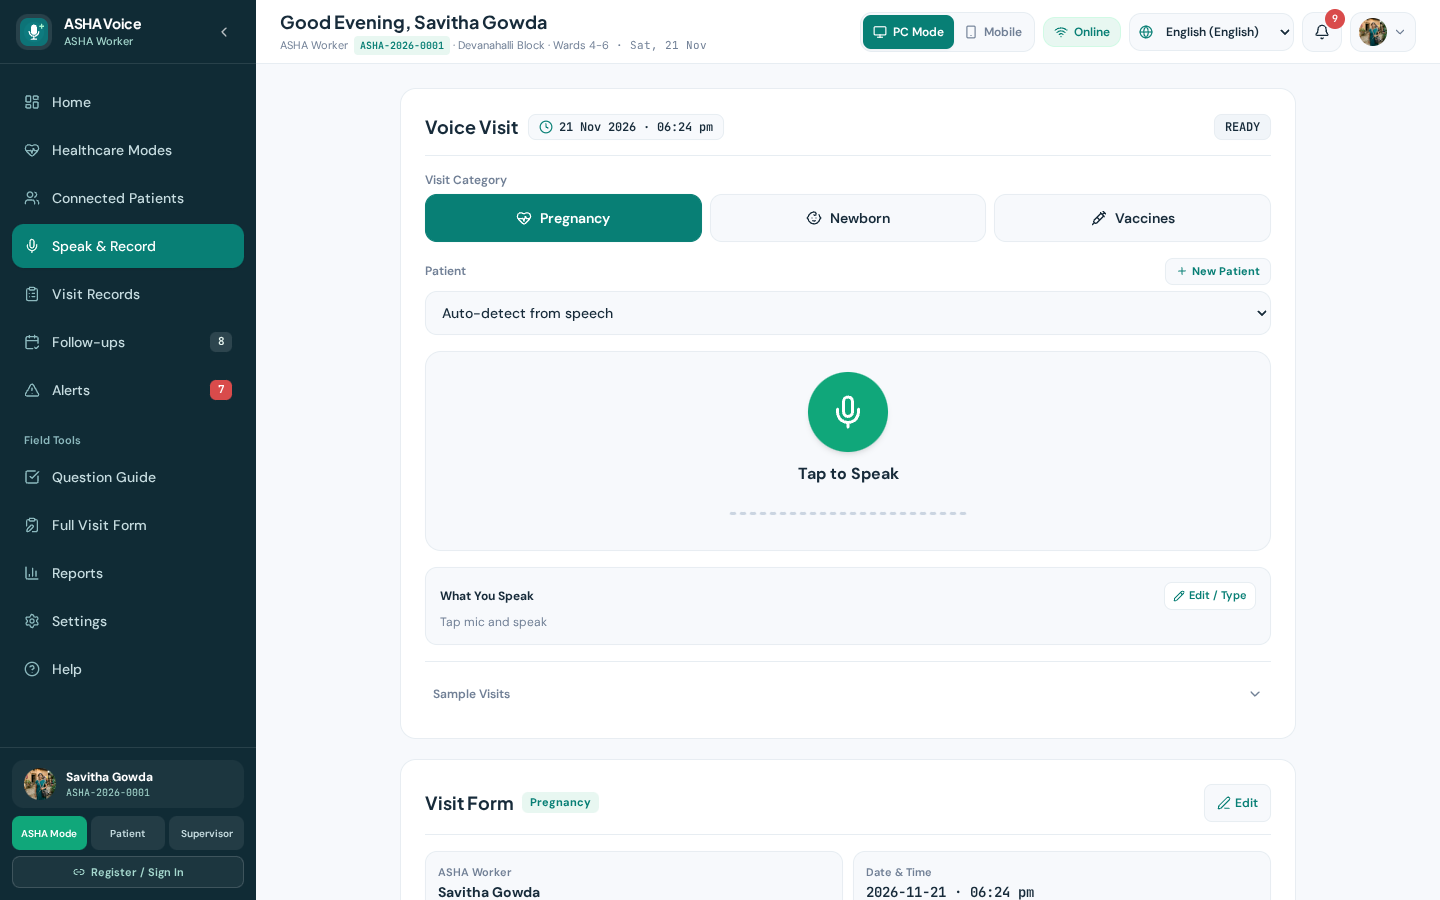 ASHA Voice
ASHA Worker
Home
Healthcare Modes
Connected Patients
Speak & Record
Visit Records
Follow-ups 8
Alerts 7
Field Tools
Question Guide
Full Visit Form
Reports
Settings
Help
Savitha Gowda
ASHA-2026-0001
ASHA Mode Patient Supervisor
Register / Sign In
Good Evening, Savitha Gowda
ASHA Worker ASHA-2026-0001 · Devanahalli Block · Wards 4-6 · Sat, 21 Nov
PC Mode Mobile Online English (English) 9
Voice Visit 21 Nov 2026 · 06:24 pm READY
Visit Category
Pregnancy Newborn Vaccines
Patient + New Patient
Auto-detect from speech
Tap to Speak
What You Speak Edit / Type
Tap mic and speak
Sample Visits
Visit Form Pregnancy Edit
ASHA Worker Date & Time
Savitha Gowda 2026-11-21 · 06:24 pm